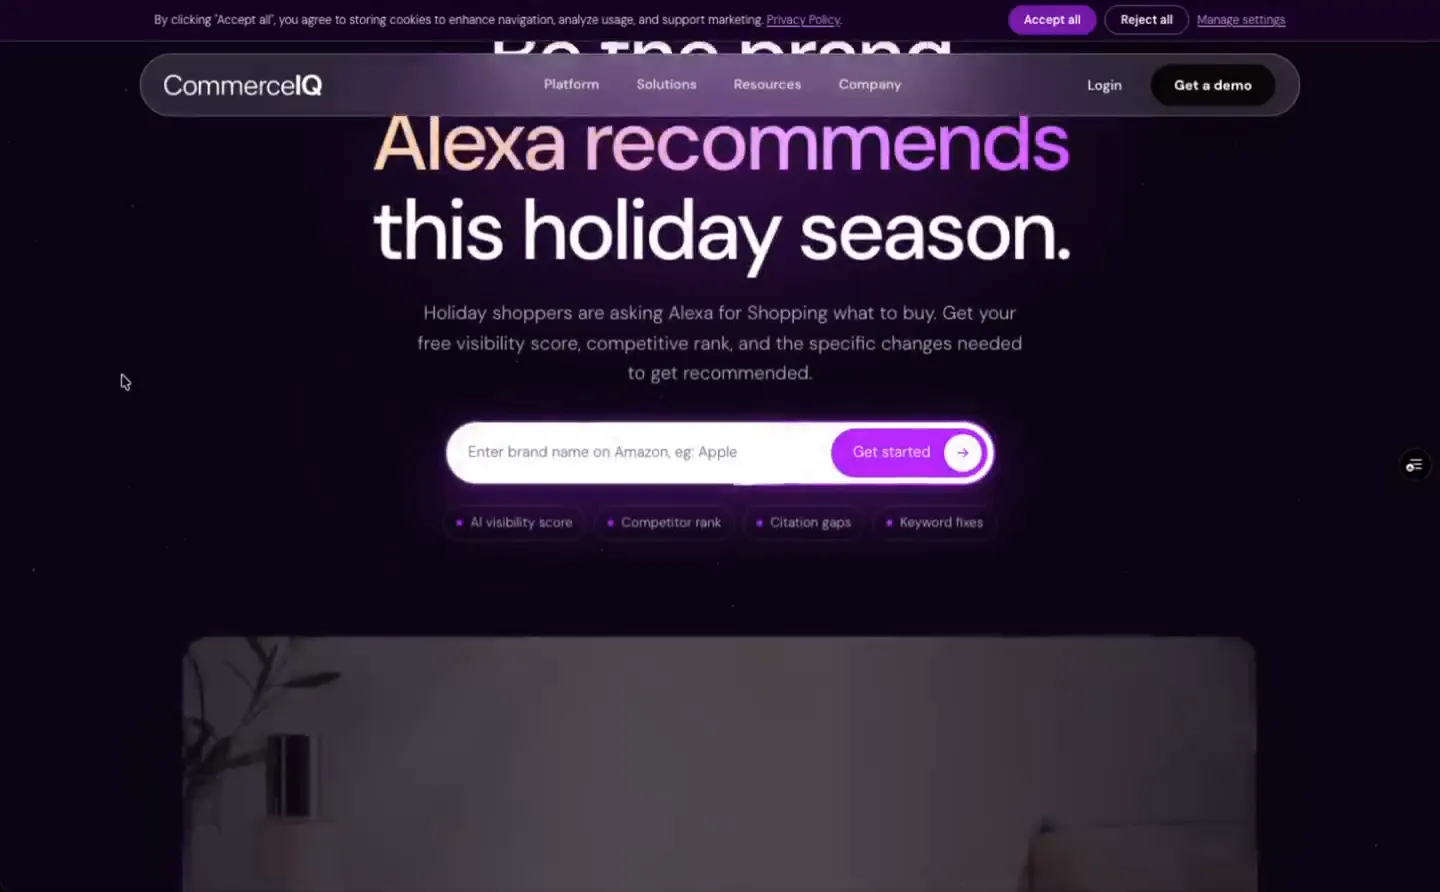 By clicking "Accept all", you agree to storing cookies to enhance navigation, analyze usage, and support marketing. Privacy Policy.
Accept all
Reject all
Manage settings
Be the brand
CommerceIQ
Platform
Solutions
Resources
Company
Login
Get a demo
Alexa recommends
this holiday season.
Holiday shoppers are asking Alexa for Shopping what to buy. Get your
free visibility score, competitive rank, and the specific changes needed
to get recommended.
Enter brand name on Amazon, eg: Apple
Get started
AI visibility score
Competitor rank
Citation gaps
Keyword fixes